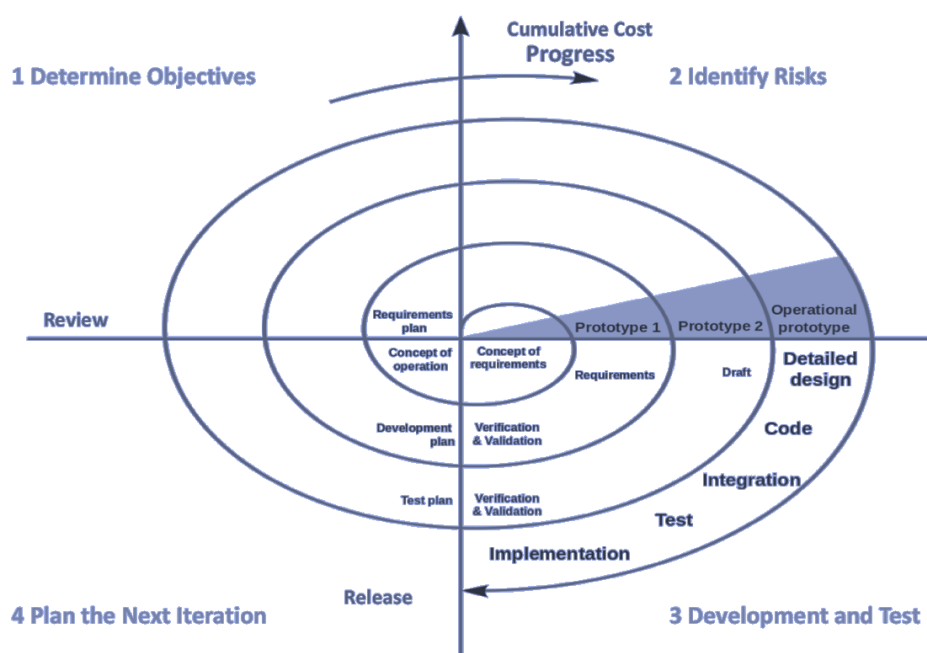 Cumulative Cost
Progress
1 Determine Objectives
2 Identify Risks
Review
Requirements
plan
Prototype 1
Prototype 2
Operational
prototype
Concept of
operation
Concept of
requirements
Requirements
Draft
Detailed
design
Development
plan
Verification
& Validation
Code
Test plan
Verification
& Validation
Integration
Test
Implementation
Release
4 Plan the Next Iteration
3 Development and Test